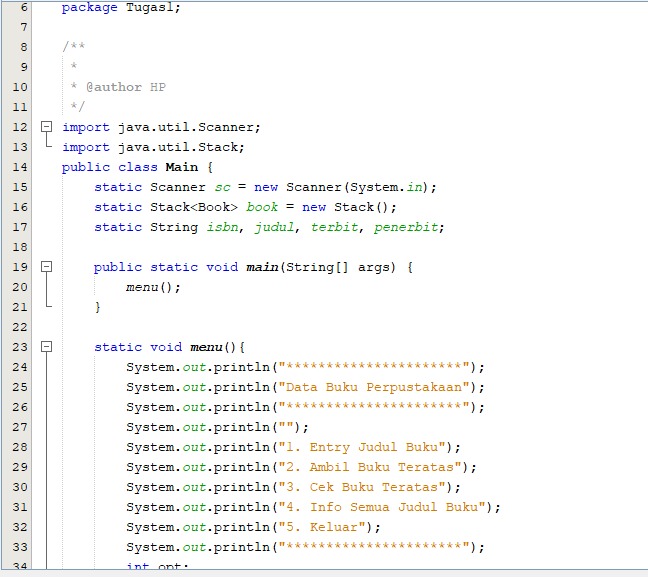 6 package Tugas1;
7
8 /**
9 *
10 * @author HP
11 */
12 import java.util.Scanner;
13 import java.util.Stack;
14 public class Main {
15 static Scanner sc = new Scanner(System.in);
16 static Stack<Book> book = new Stack();
17 static String isbn, judul, terbit, penerbit;
18
19 public static void main(String[] args) {
20 menu();
21 }
22
23 static void menu(){
24 System.out.println("**********************");
25 System.out.println("Data Buku Perpustakaan");
26 System.out.println("**********************");
27 System.out.println("");
28 System.out.println("1. Entry Judul Buku");
29 System.out.println("2. Ambil Buku Teratas");
30 System.out.println("3. Cek Buku Teratas");
31 System.out.println("4. Info Semua Judul Buku");
32 System.out.println("5. Keluar");
33 System.out.println("**********************");
34 int opt;